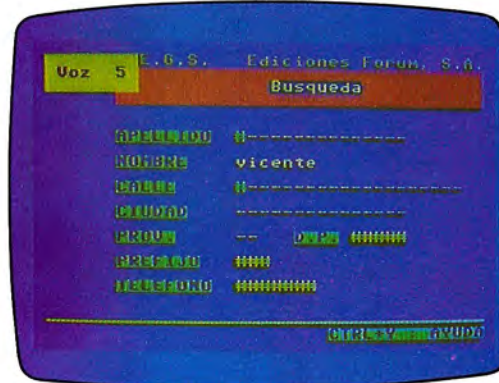 Voz 5 E.G.S. Ediciones Forum, S.A.
Busqueda
APELLIDO #--------------
NOMBRE vicente
CALLE #-------------------
CIUDAD ---------------
PROV. -- D.P. #####
PREFIJO ###
TELEFONO #######
CTRL+Y : AYUDA